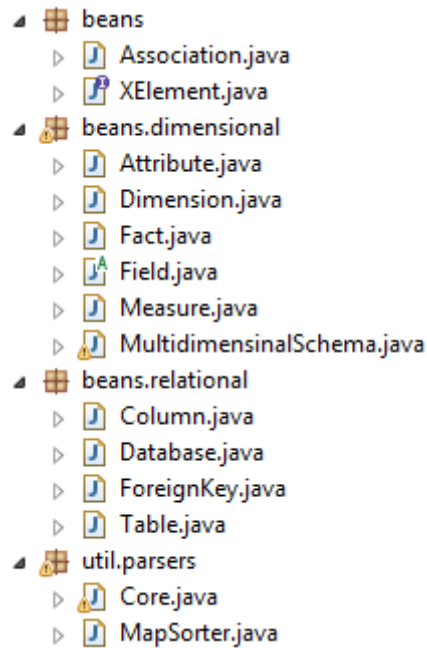 beans
Association.java
XElement.java
beans.dimensional
Attribute.java
Dimension.java
Fact.java
Field.java
Measure.java
MultidimensinalSchema.java
beans.relational
Column.java
Database.java
ForeignKey.java
Table.java
util.parsers
Core.java
MapSorter.java